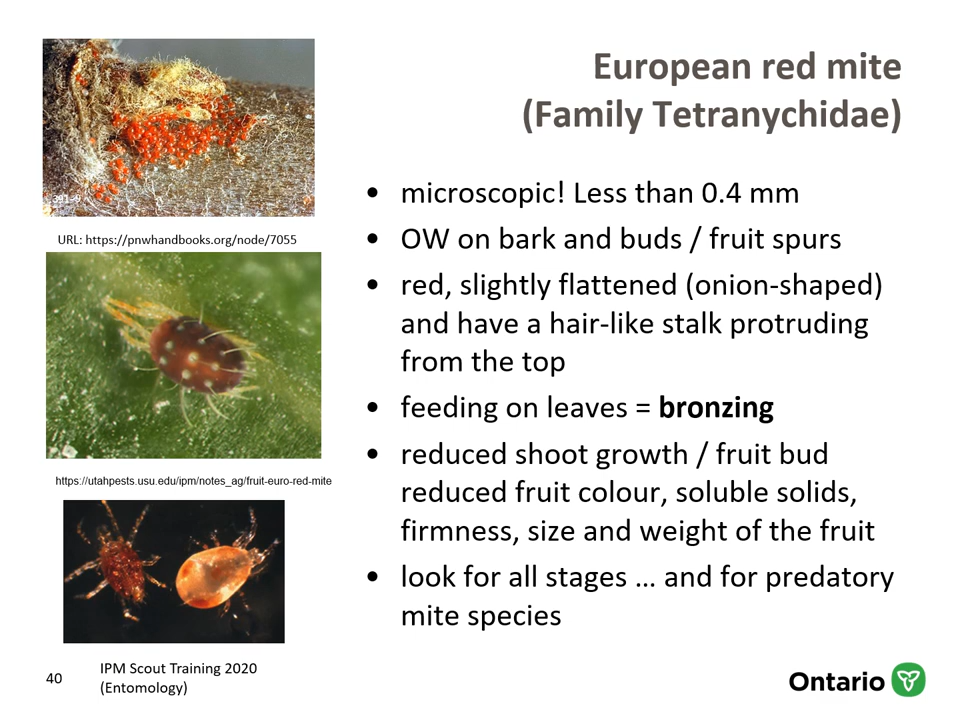 European red mite
(Family Tetranychidae)
URL: https://pnwhandbooks.org/node/7055
https://utahpests.usu.edu/ipm/notes_ag/fruit-euro-red-mite
• microscopic! Less than 0.4 mm
• OW on bark and buds / fruit spurs
• red, slightly flattened (onion-shaped)
and have a hair-like stalk protruding
from the top
• feeding on leaves = bronzing
• reduced shoot growth / fruit bud
reduced fruit colour, soluble solids,
firmness, size and weight of the fruit
• look for all stages … and for predatory
mite species
40
IPM Scout Training 2020
(Entomology)
Ontario